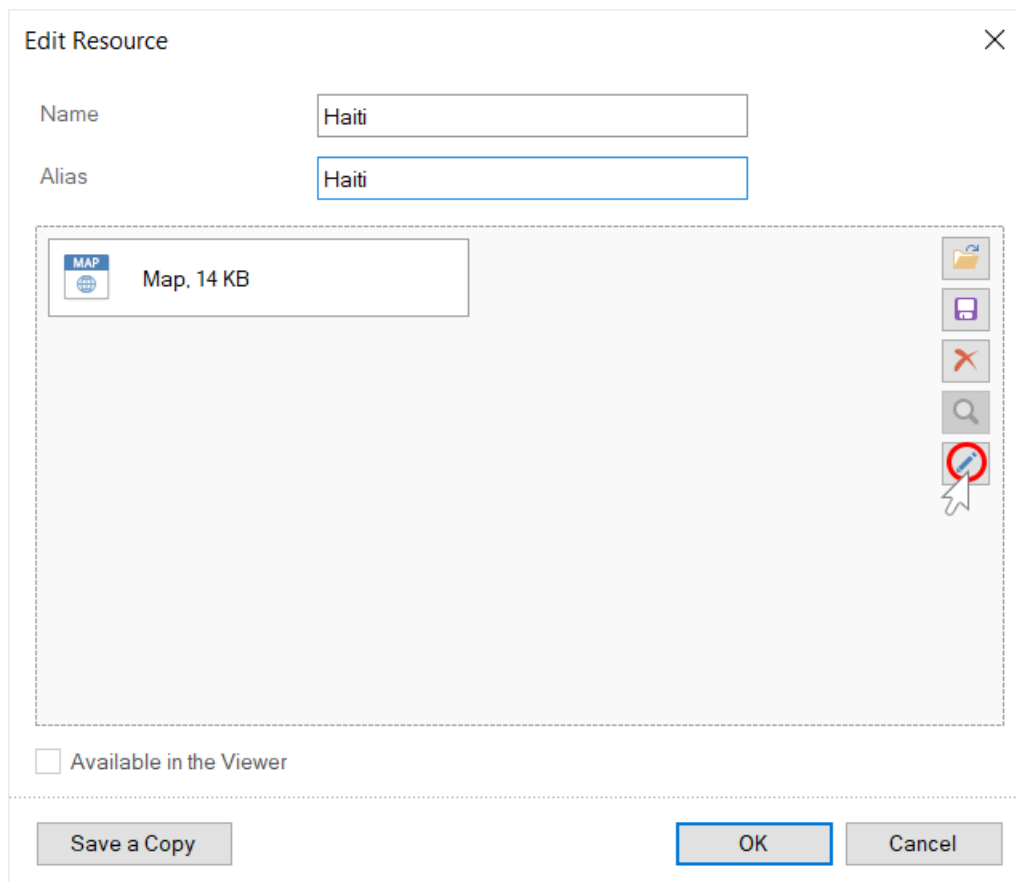 Edit Resource
Name
Haiti
Alias
Haiti
MAP
Map, 14 KB
Available in the Viewer
Save a Copy
OK
Cancel